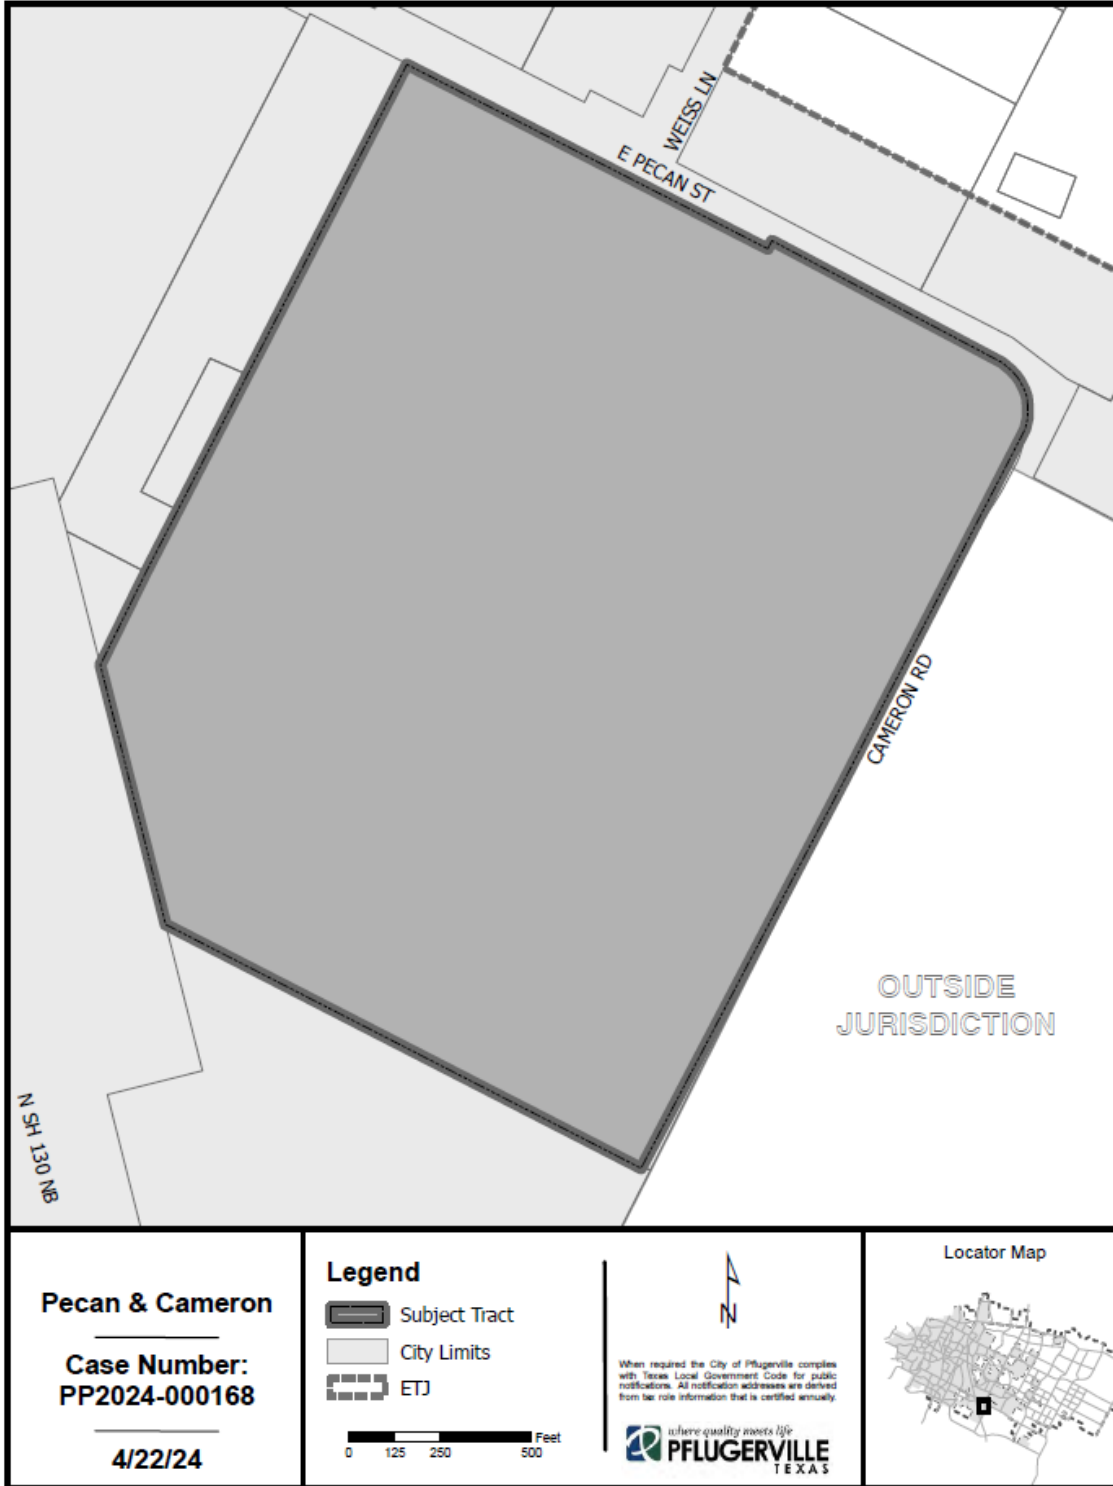 WEISS LN
E PECAN ST
CAMERON RD
OUTSIDE
JURISDICTION
N SH 130 NB
Pecan & Cameron
Case Number:
PP2024-000168
4/22/24
Legend
Subject Tract
City Limits
ETJ
Feet
0 125 250 500
N
When required the City of Pflugerville complies
with Texas Local Government Code for public
notifications. All notification addresses are derived
from tax role information that is certified annually.
where quality meets life
PFLUGERVILLE
TEXAS
Locator Map